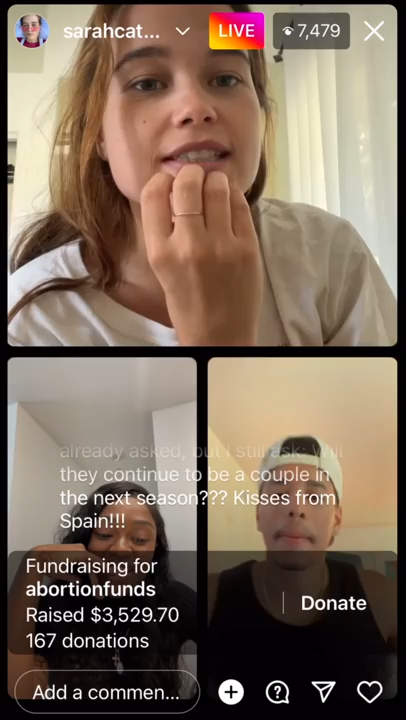 sarahcat...
LIVE
7,479
already asked, but I still ask: Will
they continue to be a couple in
the next season??? Kisses from
Spain!!!
Fundraising for
abortionfunds
Raised $3,529.70
167 donations
Donate
Add a commen...